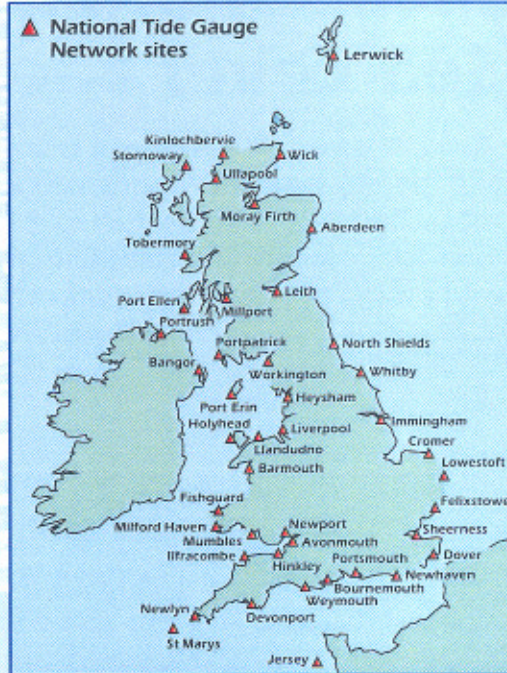 National Tide Gauge
Network sites
Lerwick
Kinlochbervie
Stornoway
Wick
Ullapool
Moray Firth
Aberdeen
Tobermory
Leith
Port Ellen
Millport
Portrush
Portpatrick
North Shields
Bangor
Workington
Whitby
Port Erin
Heysham
Holyhead
Liverpool
Immingham
Cromer
Llandudno
Lowestoft
Barmouth
Fishguard
Felixstowe
Milford Haven
Newport
Sheerness
Mumbles
Avonmouth
Ilfracombe
Portsmouth
Dover
Hinkley
Newhaven
Bournemouth
Weymouth
Newlyn
Devonport
St Marys
Jersey